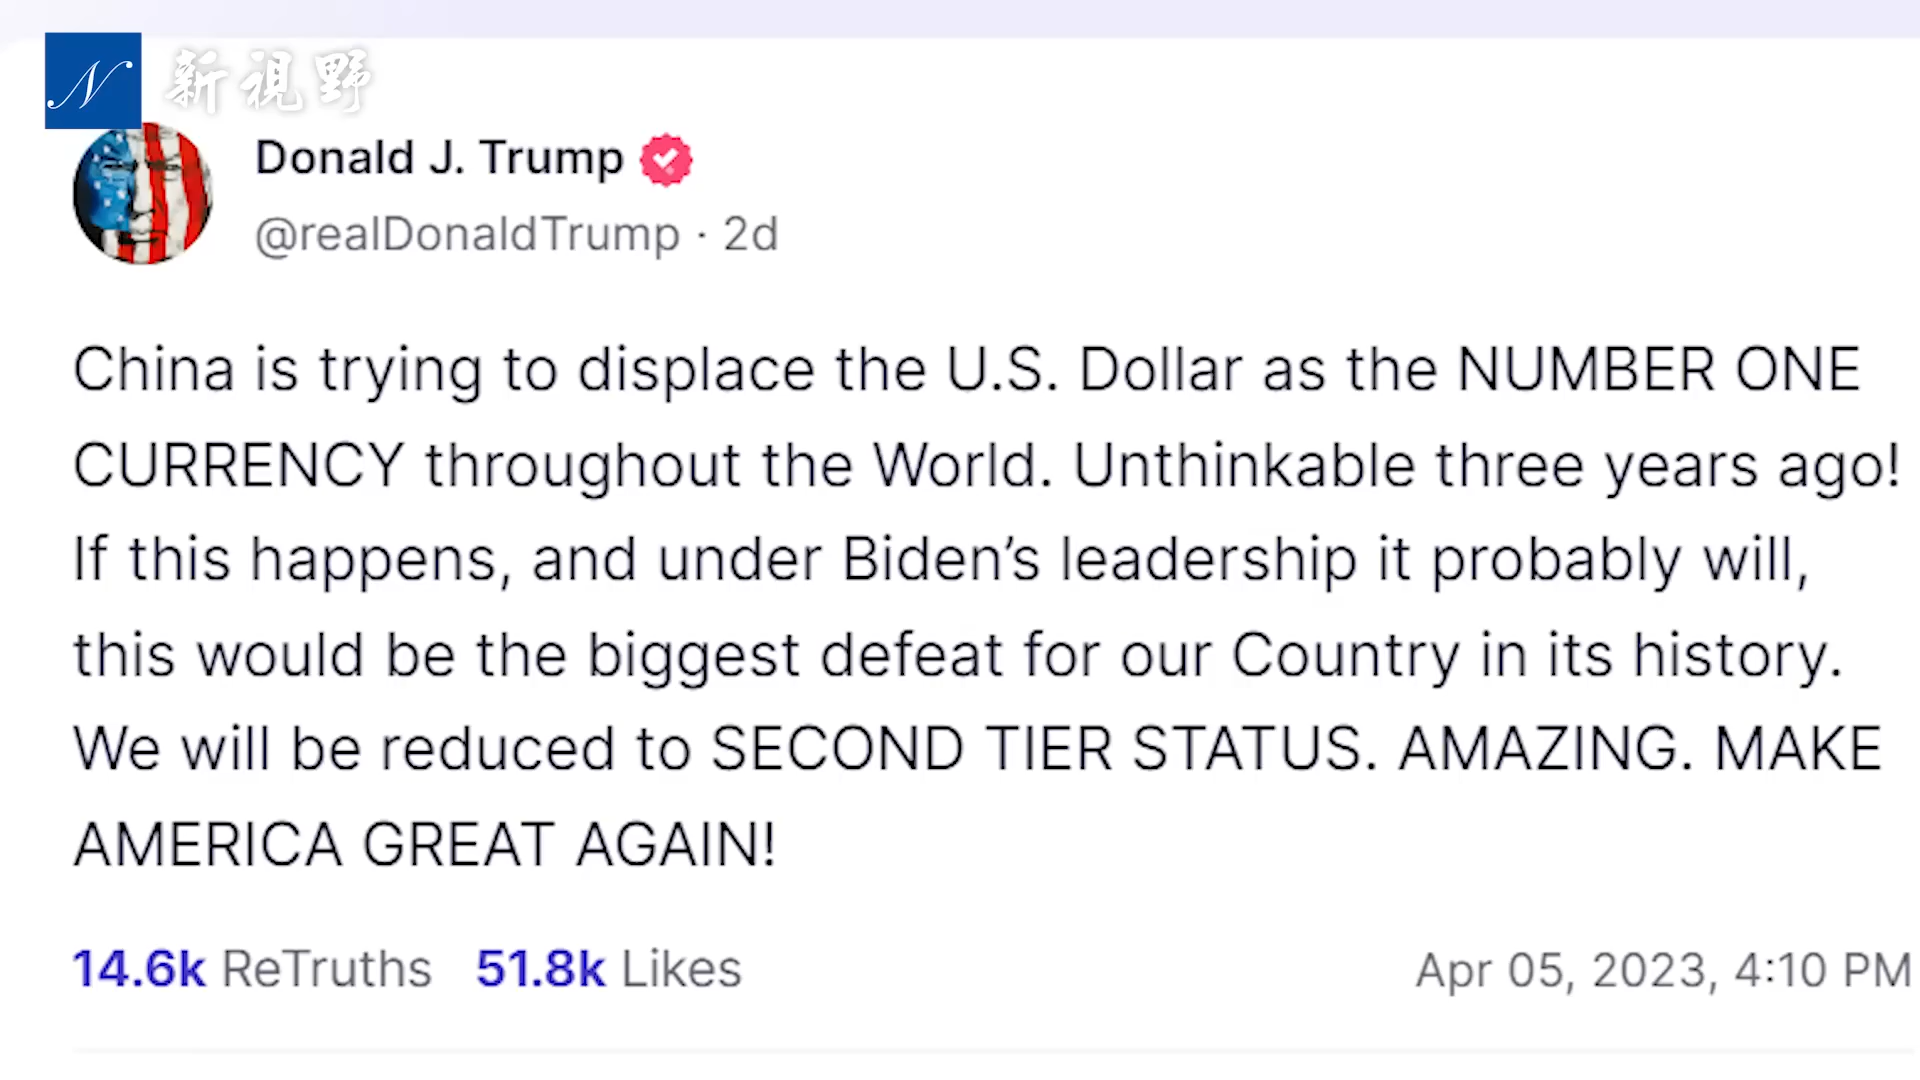 N 新視野
Donald J. Trump
@realDonaldTrump · 2d
China is trying to displace the U.S. Dollar as the NUMBER ONE
CURRENCY throughout the World. Unthinkable three years ago!
If this happens, and under Biden’s leadership it probably will,
this would be the biggest defeat for our Country in its history.
We will be reduced to SECOND TIER STATUS. AMAZING. MAKE
AMERICA GREAT AGAIN!
14.6k ReTruths 51.8k Likes Apr 05, 2023, 4:10 PM